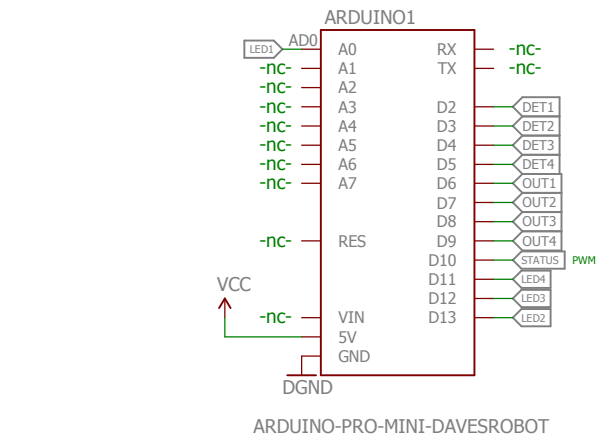 ARDUINO1
LED1 AD0 A0 RX -nc-
-nc- A1 TX -nc-
-nc- A2
-nc- A3 D2 DET1
-nc- A4 D3 DET2
-nc- A5 D4 DET3
-nc- A6 D5 DET4
-nc- A7 D6 OUT1
D7 OUT2
D8 OUT3
-nc- RES D9 OUT4
D10 STATUS PWM
D11 LED4
VCC D12 LED3
-nc- VIN D13 LED2
5V
GND
DGND
ARDUINO-PRO-MINI-DAVESROBOT